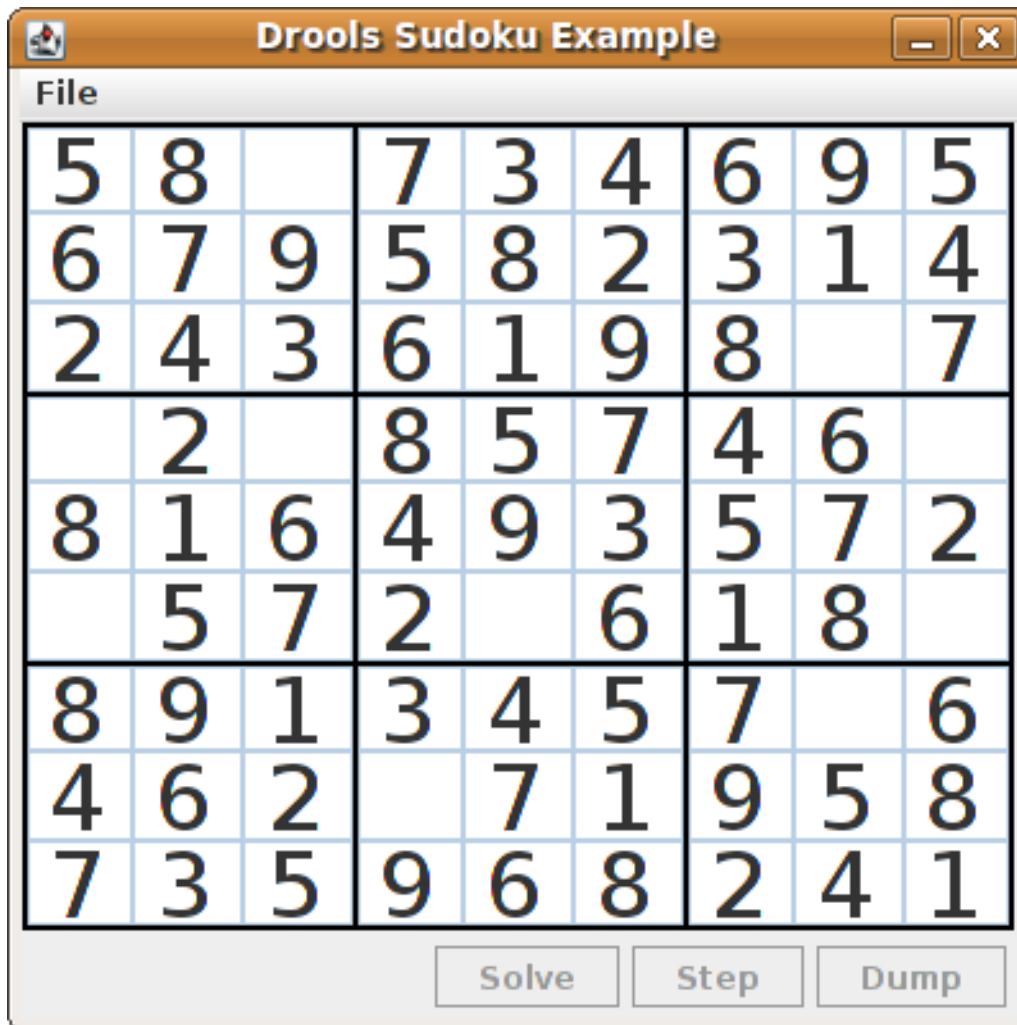 Drools Sudoku Example
File
5 8 7 3 4 6 9 5
6 7 9 5 8 2 3 1 4
2 4 3 6 1 9 8 7
2 8 5 7 4 6
8 1 6 4 9 3 5 7 2
5 7 2 6 1 8
8 9 1 3 4 5 7 6
4 6 2 7 1 9 5 8
7 3 5 9 6 8 2 4 1
Solve Step Dump